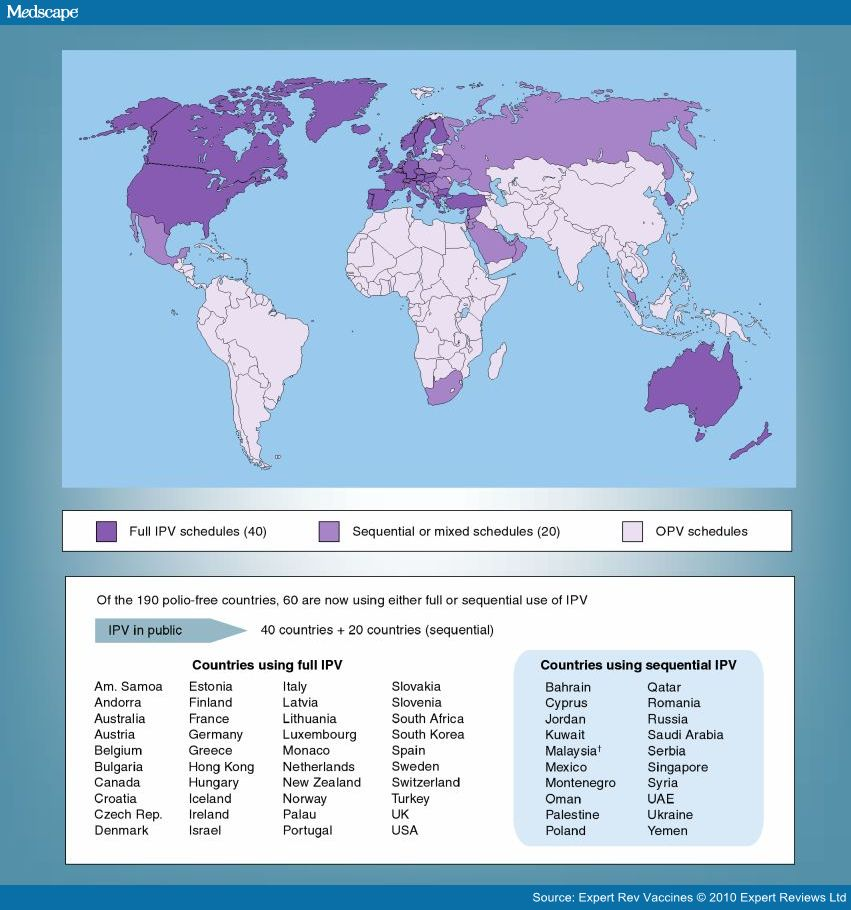 Medscape®
Full IPV schedules (40)
Sequential or mixed schedules (20)
OPV schedules
Of the 190 polio-free countries, 60 are now using either full or sequential use of IPV
IPV in public
40 countries + 20 countries (sequential)
Countries using full IPV
Am. Samoa Estonia Italy Slovakia
Andorra Finland Latvia Slovenia
Australia France Lithuania South Africa
Austria Germany Luxembourg South Korea
Belgium Greece Monaco Spain
Bulgaria Hong Kong Netherlands Sweden
Canada Hungary New Zealand Switzerland
Croatia Iceland Norway Turkey
Czech Rep. Ireland Palau UK
Denmark Israel Portugal USA
Countries using sequential IPV
Bahrain Qatar
Cyprus Romania
Jordan Russia
Kuwait Saudi Arabia
Malaysia† Serbia
Mexico Singapore
Montenegro Syria
Oman UAE
Palestine Ukraine
Poland Yemen
Source: Expert Rev Vaccines © 2010 Expert Reviews Ltd